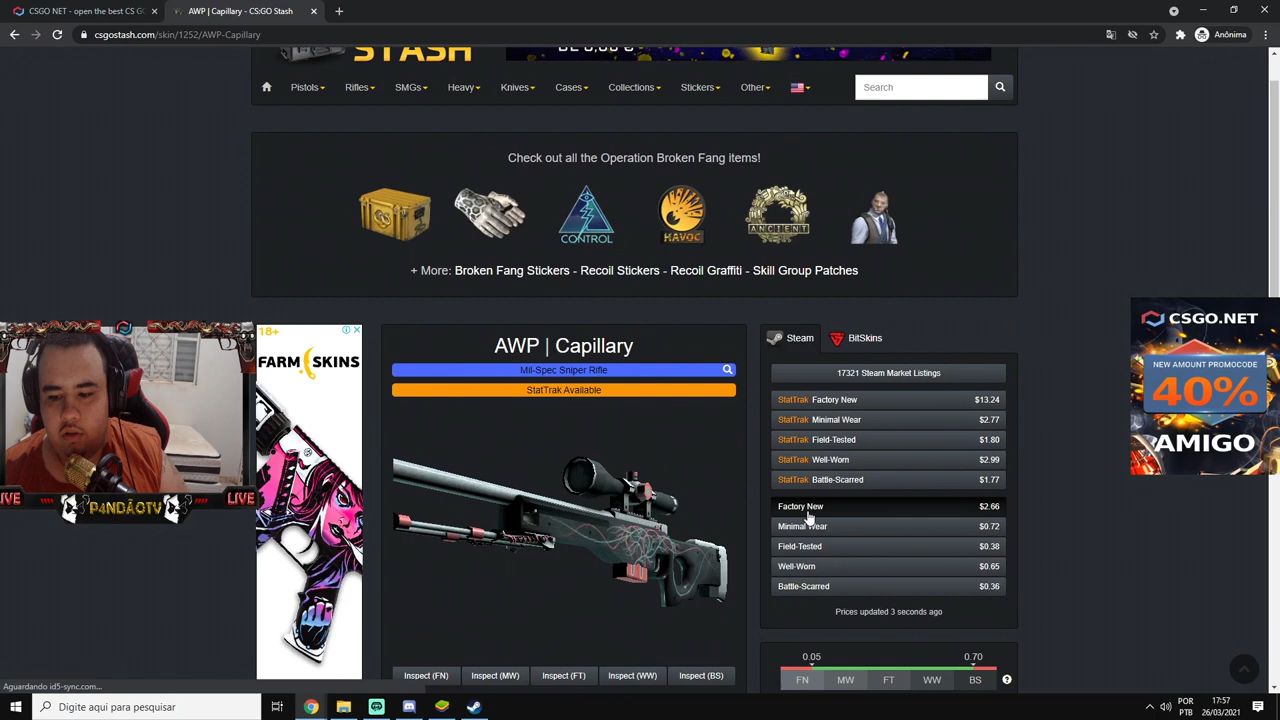 CSGO NET - open the best CS G
AWP | Capillary - CS:GO Stash
csgostash.com/skin/1252/AWP-Capillary
Anônima
STASH
Pistols
Rifles
SMGs
Heavy
Knives
Cases
Collections
Stickers
Other
Search
Check out all the Operation Broken Fang items!
CONTROL
HAVOC
ANCIENT
+ More: Broken Fang Stickers - Recoil Stickers - Recoil Graffiti - Skill Group Patches
18+
FARM SKINS
AWP | Capillary
Mil-Spec Sniper Rifle
StatTrak Available
Inspect (FN)
Inspect (MW)
Inspect (FT)
Inspect (WW)
Inspect (BS)
Steam
BitSkins
17321 Steam Market Listings
StatTrak Factory New $13.24
StatTrak Minimal Wear $2.77
StatTrak Field-Tested $1.80
StatTrak Well-Worn $2.99
StatTrak Battle-Scarred $1.77
Factory New $2.66
Minimal Wear $0.72
Field-Tested $0.38
Well-Worn $0.65
Battle-Scarred $0.36
Prices updated 3 seconds ago
0.05 0.70
FN MW FT WW BS
CSGO.NET
NEW AMOUNT PROMOCODE
40%
AMIGO
LIVE
P4NDÃOTV
LIVE
Aguardando id5-sync.com...
Digite aqui para pesquisar
POR
PTB
17:57
26/03/2021